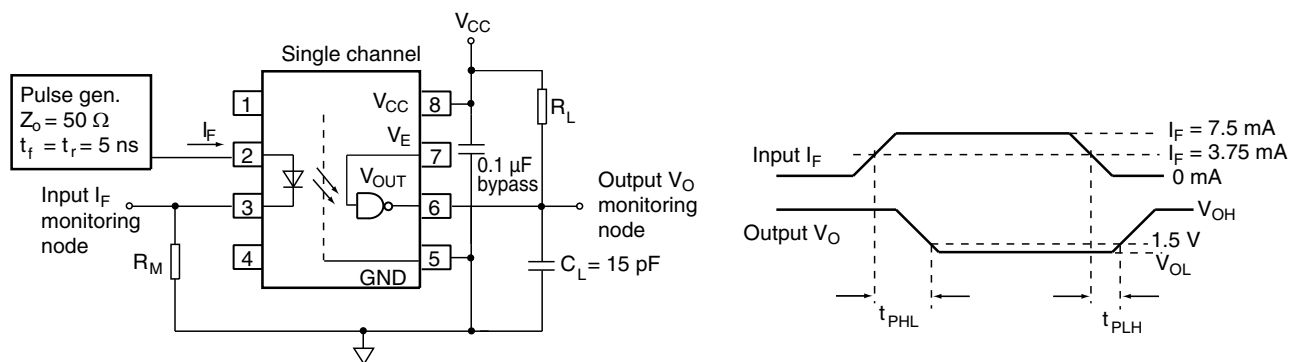 V_CC
Single channel
Pulse gen.
Z_o = 50 Ω
t_f = t_r = 5 ns
I_F
1
2
3
4
V_CC
V_E
V_OUT
GND
8
7
6
5
R_L
0.1 µF
bypass
Input I_F
monitoring
node
R_M
Output V_O
monitoring
node
C_L = 15 pF
Input I_F
I_F = 7.5 mA
I_F = 3.75 mA
0 mA
Output V_O
V_OH
1.5 V
V_OL
t_PHL
t_PLH